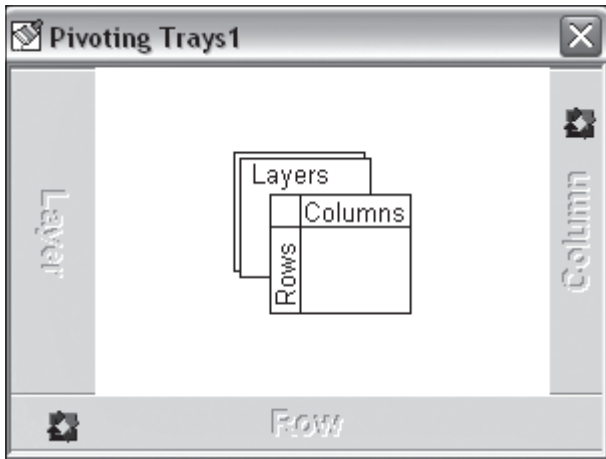 Pivoting Trays1
Layer
Layers
Columns
Rows
Column
Row